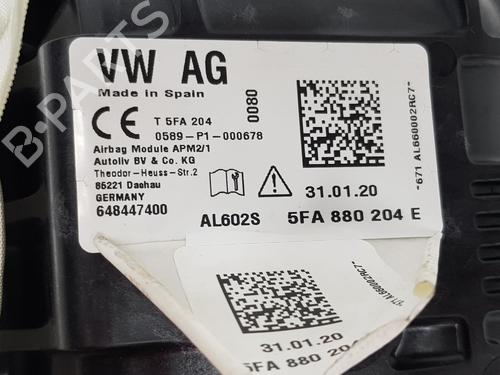 VW AG
Made in Spain
0080
T 5FA 204
0589-P1-000678
Airbag Module APM2/1
Autoliv BV & Co. KG
Theodor-Heuss-Str.2
85221 Dachau
GERMANY
648447400
AL602S
31.01.20
5FA 880 204 E
*671 AL660002RC7*
31.01.20
5FA 880 204
B-PARTS